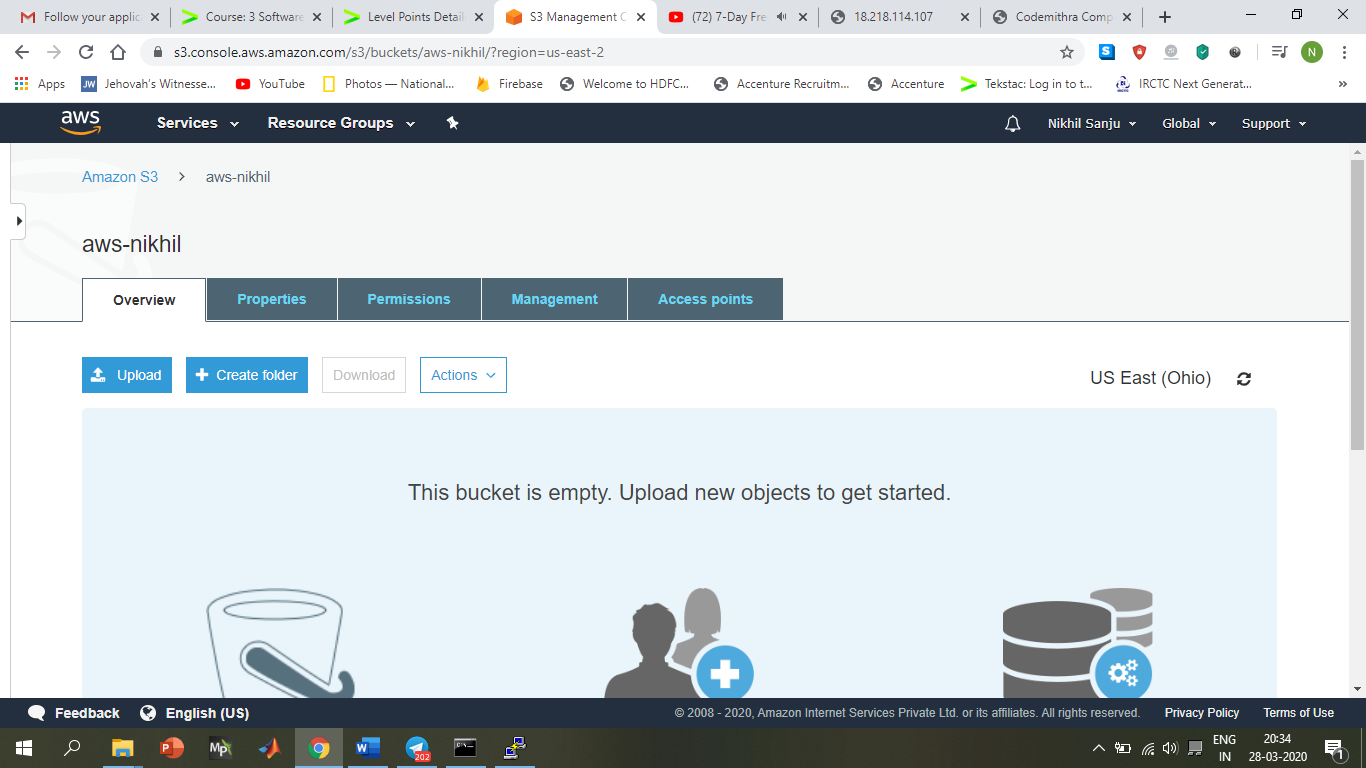 Follow your applic
Course: 3 Software
Level Points Detail
S3 Management C
(72) 7-Day Fre
18.218.114.107
Codemithra Comp
s3.console.aws.amazon.com/s3/buckets/aws-nikhil/?region=us-east-2
S
N
Apps
JW Jehovah's Witnesse...
YouTube
Photos — National...
Firebase
Welcome to HDFC...
Accenture Recruitm...
Accenture
Tekstac: Log in to t...
IRCTC Next Generat...
aws
Services
Resource Groups
Nikhil Sanju
Global
Support
Amazon S3 > aws-nikhil
aws-nikhil
Overview
Properties
Permissions
Management
Access points
Upload
+ Create folder
Download
Actions
US East (Ohio)
This bucket is empty. Upload new objects to get started.
Feedback
English (US)
© 2008 - 2020, Amazon Internet Services Private Ltd. or its affiliates. All rights reserved.
Privacy Policy
Terms of Use
Mp
202
ENG
IN
20:34
28-03-2020
1